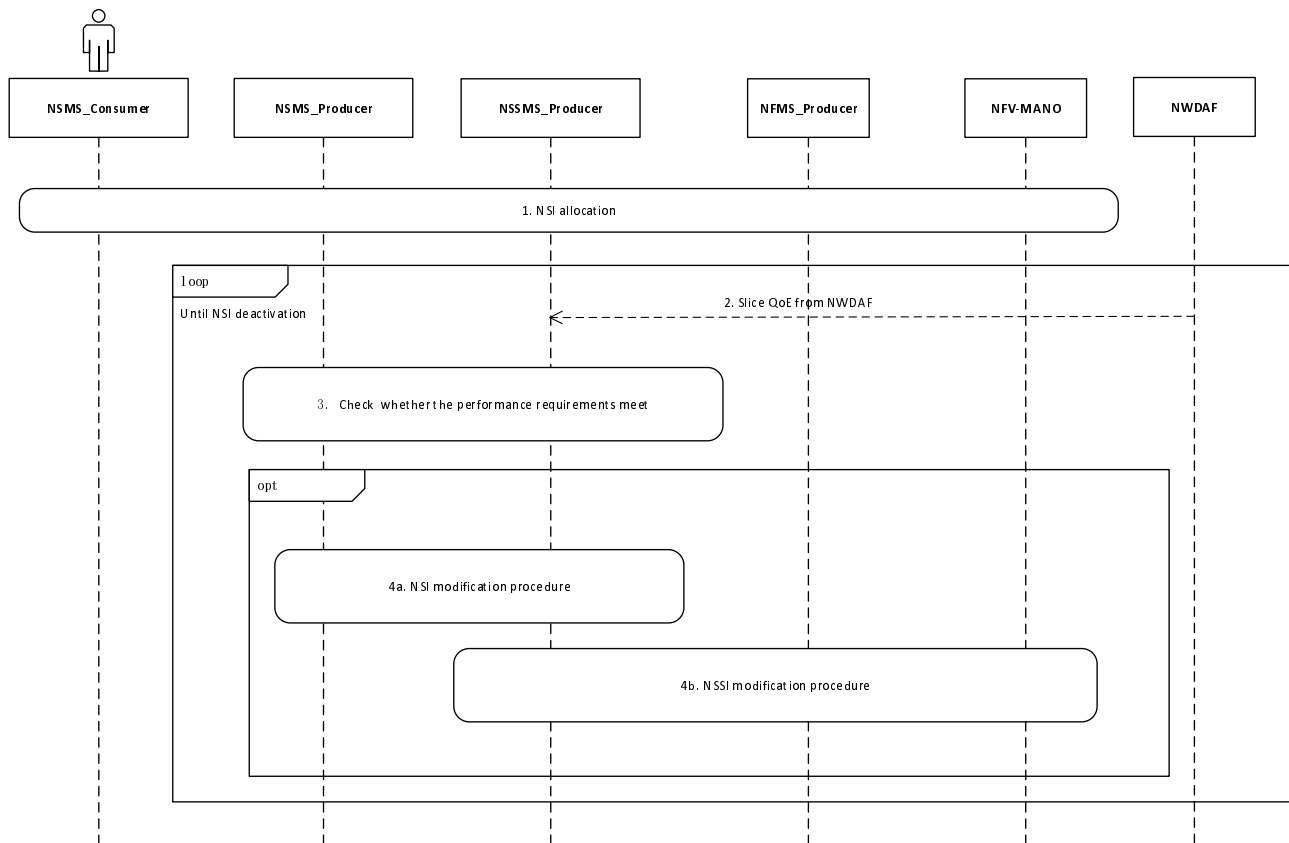 NSMS_Consumer
NSMS_Producer
NSSMS_Producer
NFMS_Producer
NFV-MANO
NWDAF
1. NSI allocation
loop
Until NSI deactivation
2. Slice QoE from NWDAF
3. Check whether the performance requirements meet
opt
4a. NSI modification procedure
4b. NSSI modification procedure